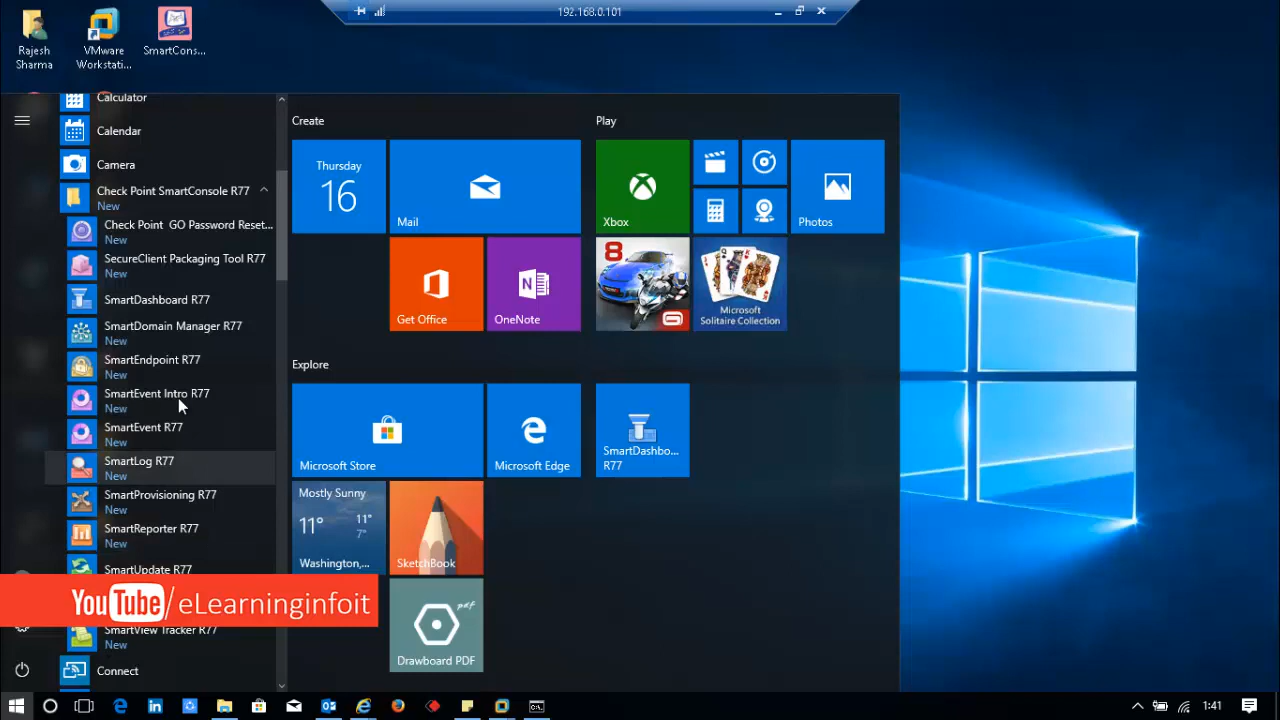 192.168.0.101
Rajesh
Sharma
VMware
Workstati...
SmartCons...
Calculator
Calendar
Camera
Check Point SmartConsole R77
New
Check Point GO Password Reset...
New
SecureClient Packaging Tool R77
New
SmartDashboard R77
SmartDomain Manager R77
New
SmartEndpoint R77
New
SmartEvent Intro R77
New
SmartEvent R77
New
SmartLog R77
New
SmartProvisioning R77
New
SmartReporter R77
New
SmartUpdate R77
SmartView Tracker R77
New
Connect
Create
Thursday
16
Mail
Get Office
OneNote
Play
Xbox
Photos
8
Microsoft
Solitaire Collection
Explore
Microsoft Store
Microsoft Edge
SmartDashbo...
R77
Mostly Sunny
11° 11°
7°
Washington,...
SketchBook
pdf
Drawboard PDF
YouTube/eLearninginfoit
1:41